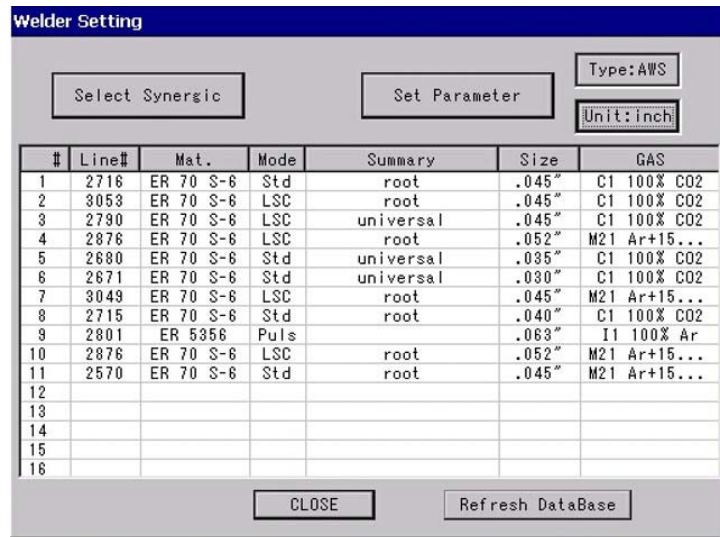 Welder Setting
Select Synergic Set Parameter Type:AWS
Unit:inch
# Line# Mat. Mode Summary Size GAS
1 2716 ER 70 S-6 Std root .045" C1 100% CO2
2 3053 ER 70 S-6 LSC root .045" C1 100% CO2
3 2790 ER 70 S-6 LSC universal .045" C1 100% CO2
4 2876 ER 70 S-6 LSC root .052" M21 Ar+15...
5 2680 ER 70 S-6 Std universal .035" C1 100% CO2
6 2671 ER 70 S-6 Std universal .030" C1 100% CO2
7 3049 ER 70 S-6 LSC root .045" M21 Ar+15...
8 2715 ER 70 S-6 Std root .040" C1 100% CO2
9 2801 ER 5356 Puls .063" I1 100% Ar
10 2876 ER 70 S-6 LSC root .052" M21 Ar+15...
11 2570 ER 70 S-6 Std root .045" M21 Ar+15...
12
13
14
15
16
CLOSE Refresh DataBase